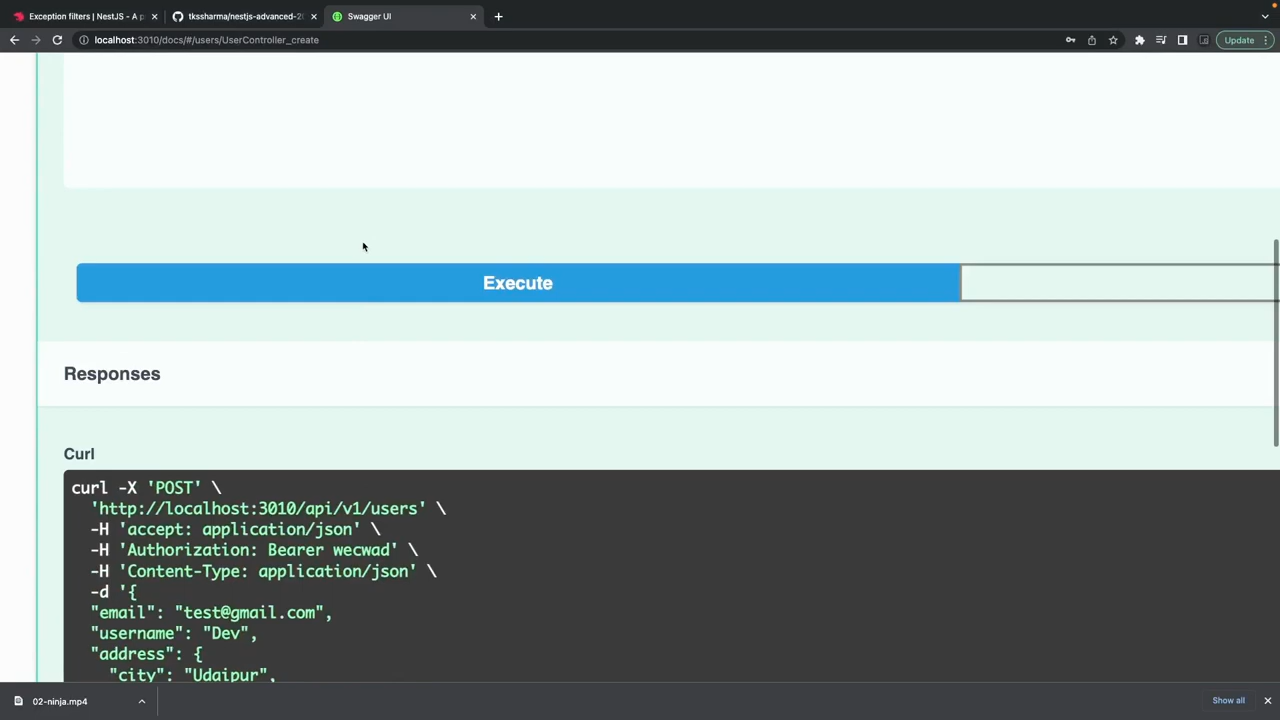 Exception filters | NestJS - A p
tkssharma/nestjs-advanced-2
Swagger UI
localhost:3010/docs/#/users/UserController_create
Update
Execute
Responses
Curl
curl -X 'POST' \
'http://localhost:3010/api/v1/users' \
-H 'accept: application/json' \
-H 'Authorization: Bearer wecwad' \
-H 'Content-Type: application/json' \
-d '{
"email": "test@gmail.com",
"username": "Dev",
"address": {
"city": "Udaipur",
02-ninja.mp4
Show all